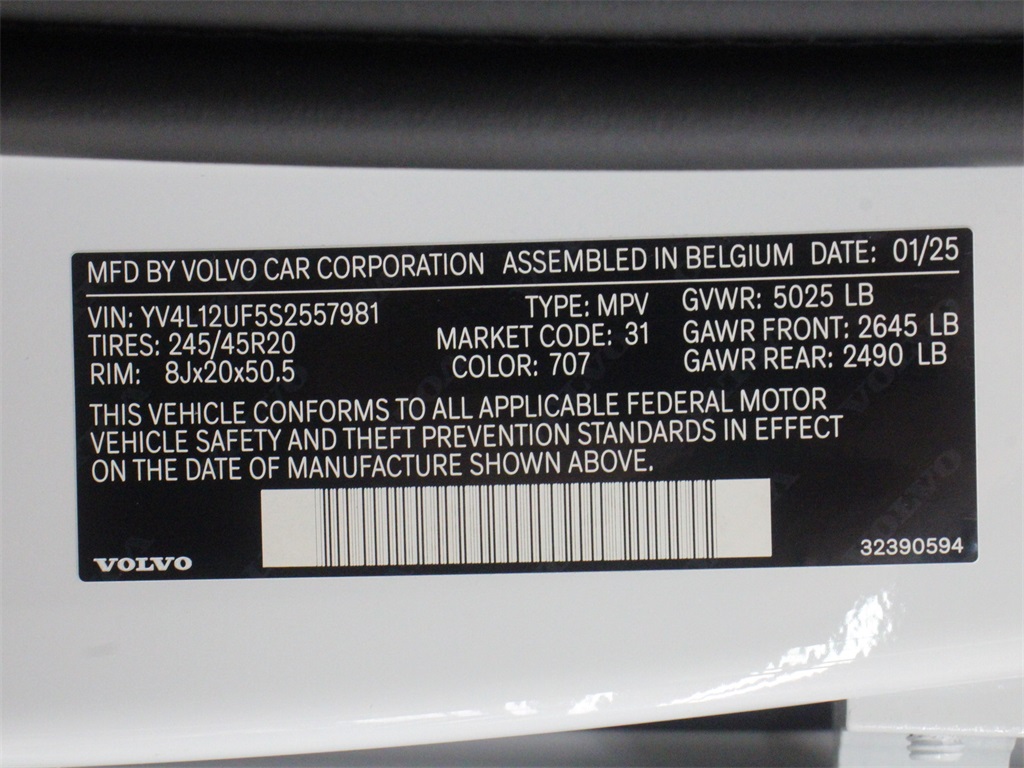 MFD BY VOLVO CAR CORPORATION ASSEMBLED IN BELGIUM DATE: 01/25
VIN: YV4L12UF5S2557981 TYPE: MPV GVWR: 5025 LB
TIRES: 245/45R20 MARKET CODE: 31 GAWR FRONT: 2645 LB
RIM: 8Jx20x50.5 COLOR: 707 GAWR REAR: 2490 LB
THIS VEHICLE CONFORMS TO ALL APPLICABLE FEDERAL MOTOR
VEHICLE SAFETY AND THEFT PREVENTION STANDARDS IN EFFECT
ON THE DATE OF MANUFACTURE SHOWN ABOVE.
VOLVO 32390594